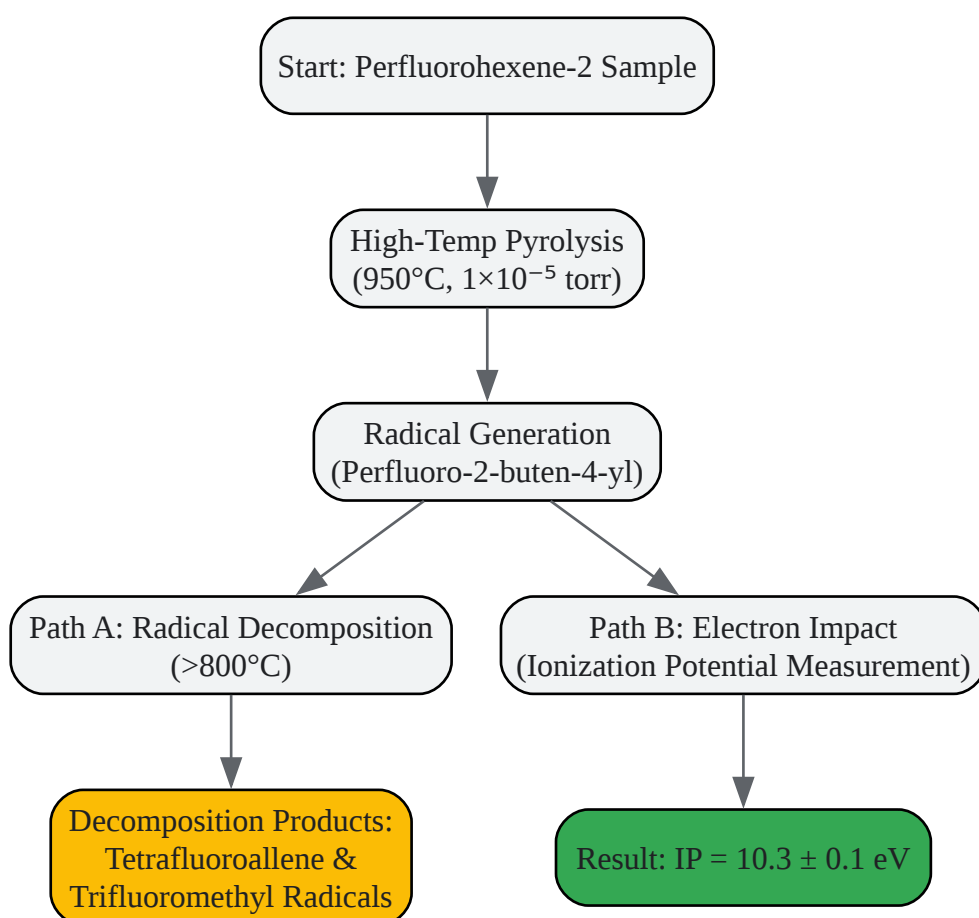 Start: Perfluorohexene-2 Sample
High-Temp Pyrolysis
(950°C, 1×10⁻⁵ torr)
Radical Generation
(Perfluoro-2-buten-4-yl)
Path A: Radical Decomposition
(>800°C)
Path B: Electron Impact
(Ionization Potential Measurement)
Decomposition Products:
Tetrafluoroallene &
Trifluoromethyl Radicals
Result: IP = 10.3 ± 0.1 eV